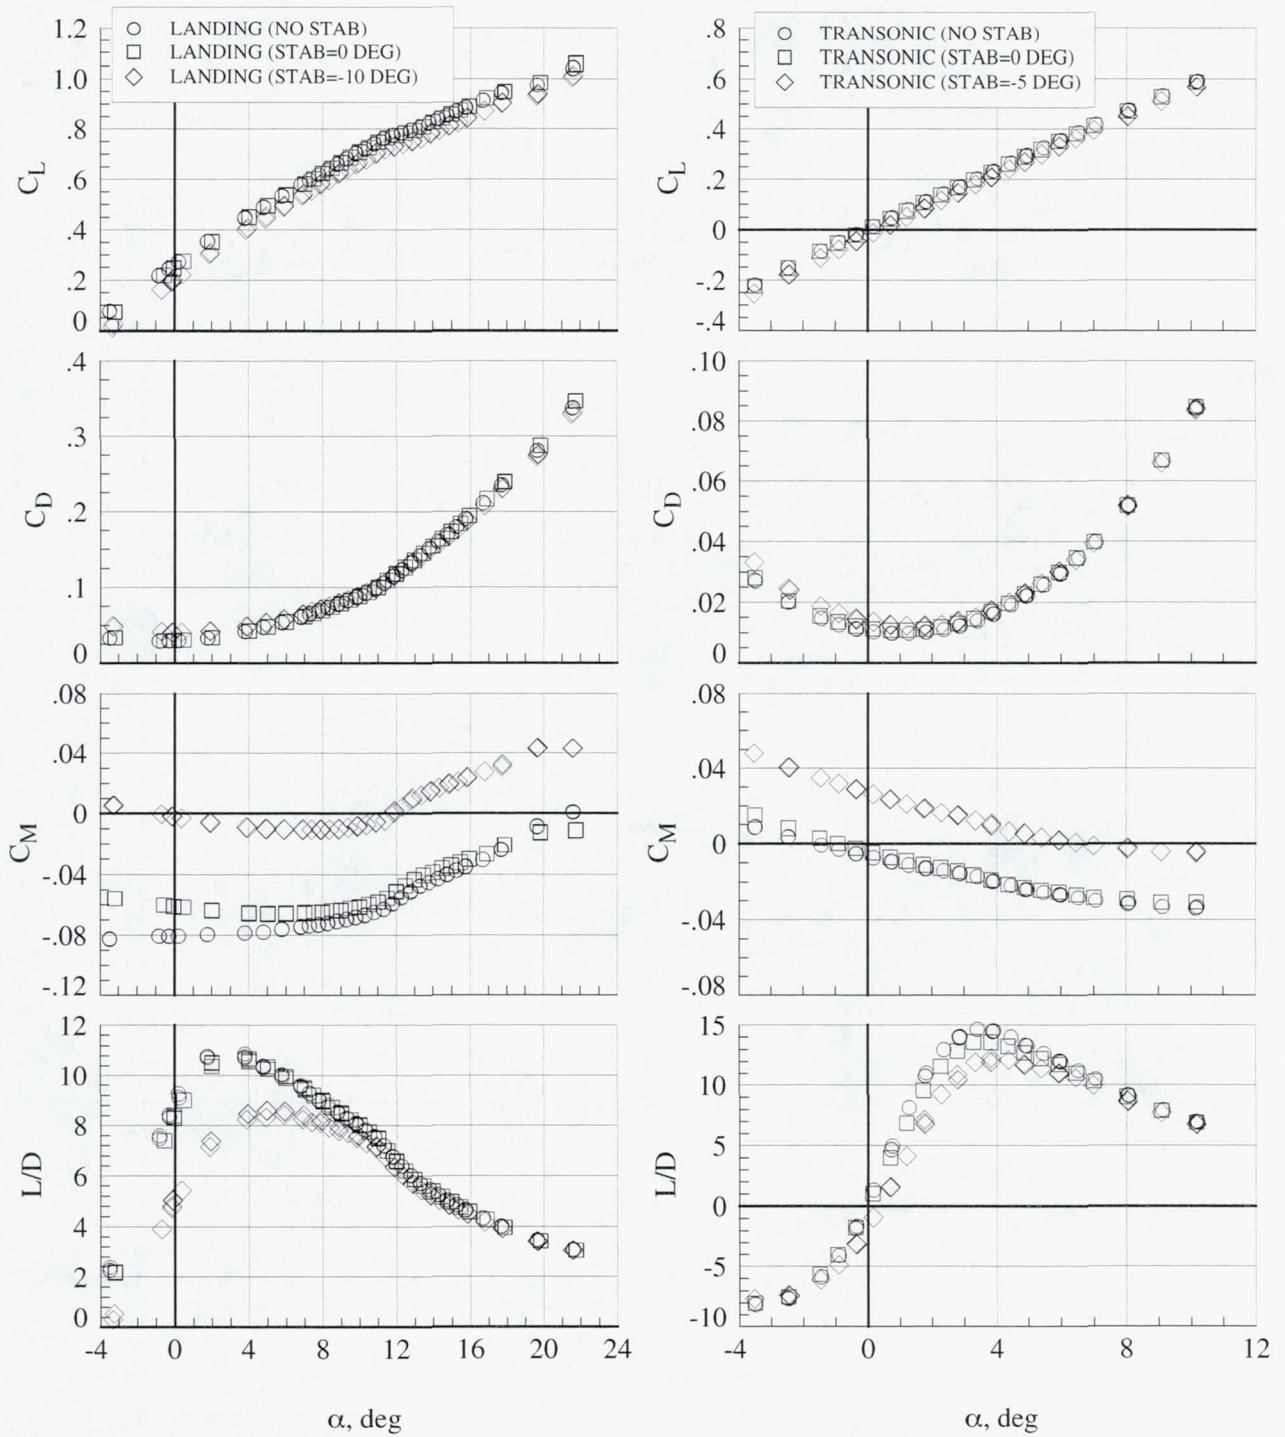 LANDING (NO STAB)
LANDING (STAB=0 DEG)
LANDING (STAB=-10 DEG)
1.2
1.0
.8
.6
.4
.2
0
C_L
TRANSONIC (NO STAB)
TRANSONIC (STAB=0 DEG)
TRANSONIC (STAB=-5 DEG)
.8
.6
.4
.2
0
-.2
-.4
C_L
.4
.3
.2
.1
0
C_D
.10
.08
.06
.04
.02
0
C_D
.08
.04
0
-.04
-.08
-.12
C_M
.08
.04
0
-.04
-.08
C_M
12
10
8
6
4
2
0
L/D
-4 0 4 8 12 16 20 24
α, deg
15
10
5
0
-5
-10
L/D
-4 0 4 8 12
α, deg